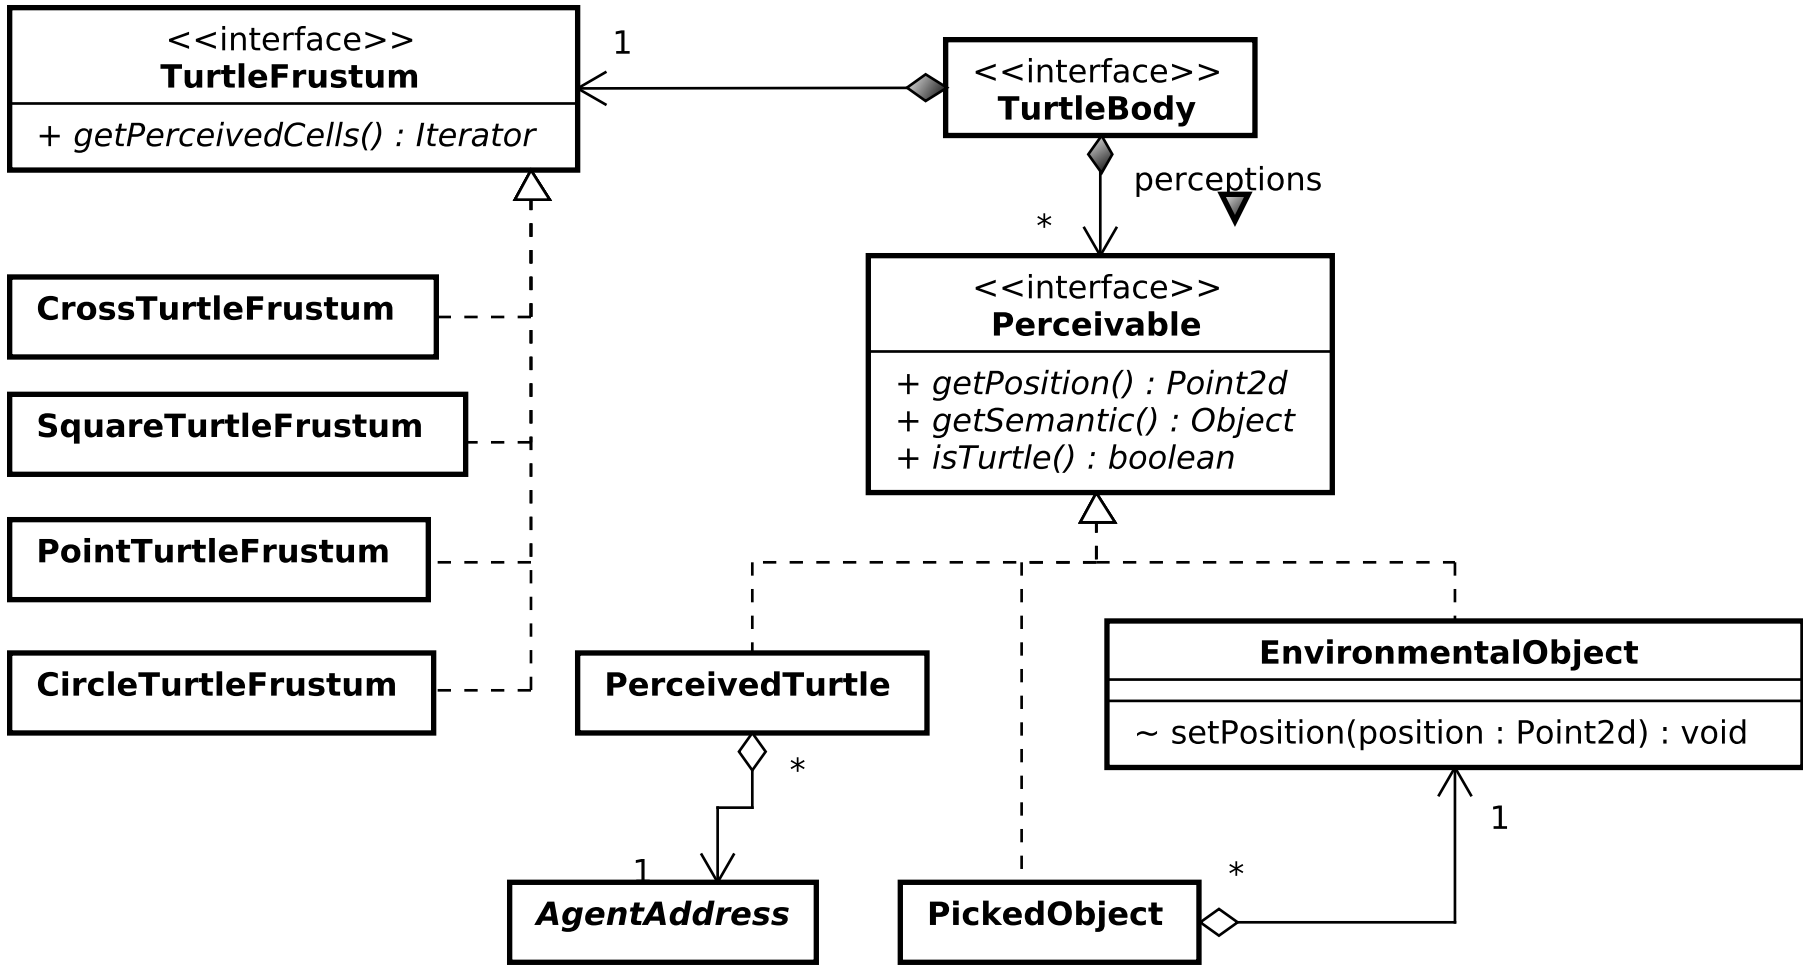 <<interface>>
TurtleFrustum
+ getPerceivedCells() : Iterator
1
<<interface>>
TurtleBody
perceptions
*
<<interface>>
Perceivable
+ getPosition() : Point2d
+ getSemantic() : Object
+ isTurtle() : boolean
CrossTurtleFrustum
SquareTurtleFrustum
PointTurtleFrustum
CircleTurtleFrustum
PerceivedTurtle
*
1
AgentAddress
EnvironmentalObject
~ setPosition(position : Point2d) : void
1
*
PickedObject